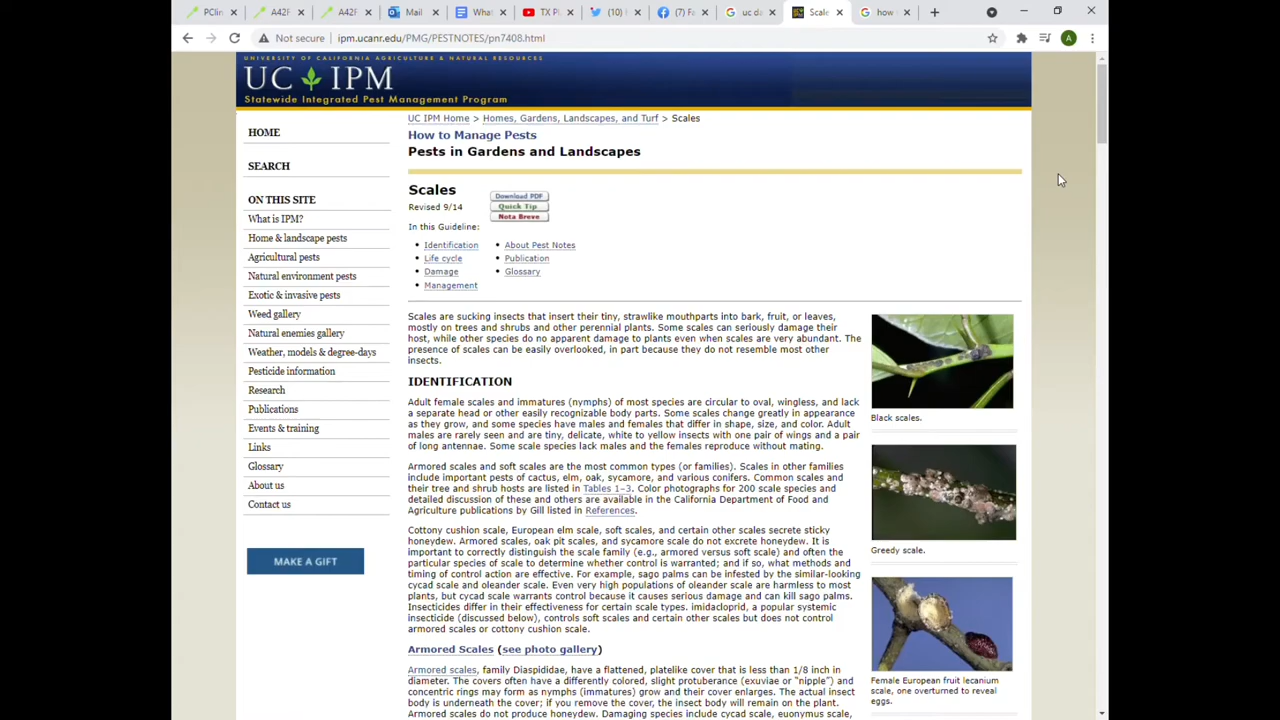 PClin
A42F
A42F
Mail
What
TX PL
(10)
(7) Fa
uc da
Scale
how t
Not secure ipm.ucanr.edu/PMG/PESTNOTES/pn7408.html
A
UNIVERSITY OF CALIFORNIA AGRICULTURE & NATURAL RESOURCES
UC IPM
Statewide Integrated Pest Management Program
HOME
SEARCH
ON THIS SITE
What is IPM?
Home & landscape pests
Agricultural pests
Natural environment pests
Exotic & invasive pests
Weed gallery
Natural enemies gallery
Weather, models & degree-days
Pesticide information
Research
Publications
Events & training
Links
Glossary
About us
Contact us
MAKE A GIFT
UC IPM Home > Homes, Gardens, Landscapes, and Turf > Scales
How to Manage Pests
Pests in Gardens and Landscapes
Scales
Revised 9/14
Download PDF
Quick Tip
Nota Breve
In this Guideline:
• Identification
• Life cycle
• Damage
• Management
• About Pest Notes
• Publication
• Glossary
Scales are sucking insects that insert their tiny, strawlike mouthparts into bark, fruit, or leaves,
mostly on trees and shrubs and other perennial plants. Some scales can seriously damage their
host, while other species do no apparent damage to plants even when scales are very abundant. The
presence of scales can be easily overlooked, in part because they do not resemble most other
insects.
IDENTIFICATION
Adult female scales and immatures (nymphs) of most species are circular to oval, wingless, and lack
a separate head or other easily recognizable body parts. Some scales change greatly in appearance
as they grow, and some species have males and females that differ in shape, size, and color. Adult
males are rarely seen and are tiny, delicate, white to yellow insects with one pair of wings and a pair
of long antennae. Some scale species lack males and the females reproduce without mating.
Armored scales and soft scales are the most common types (or families). Scales in other families
include important pests of cactus, elm, oak, sycamore, and various conifers. Common scales and
their tree and shrub hosts are listed in Tables 1–3. Color photographs for 200 scale species and
detailed discussion of these and others are available in the California Department of Food and
Agriculture publications by Gill listed in References.
Cottony cushion scale, European elm scale, soft scales, and certain other scales secrete sticky
honeydew. Armored scales, oak pit scales, and sycamore scale do not excrete honeydew. It is
important to correctly distinguish the scale family (e.g., armored versus soft scale) and often the
particular species of scale to determine whether control is warranted; and if so, what methods and
timing of control action are effective. For example, sago palms can be infested by the similar-looking
cycad scale and oleander scale. Even very high populations of oleander scale are harmless to most
plants, but cycad scale warrants control because it causes serious damage and can kill sago palms.
Insecticides differ in their effectiveness for certain scale types. imidacloprid, a popular systemic
insecticide (discussed below), controls soft scales and certain other scales but does not control
armored scales or cottony cushion scale.
Armored Scales (see photo gallery)
Armored scales, family Diaspididae, have a flattened, platelike cover that is less than 1/8 inch in
diameter. The covers often have a differently colored, slight protuberance (exuviae or "nipple") and
concentric rings may form as nymphs (immatures) grow and their cover enlarges. The actual insect
body is underneath the cover; if you remove the cover, the insect body will remain on the plant.
Armored scales do not produce honeydew. Damaging species include cycad scale, euonymus scale,
Black scales.
Greedy scale.
Female European fruit lecanium
scale, one overturned to reveal
eggs.